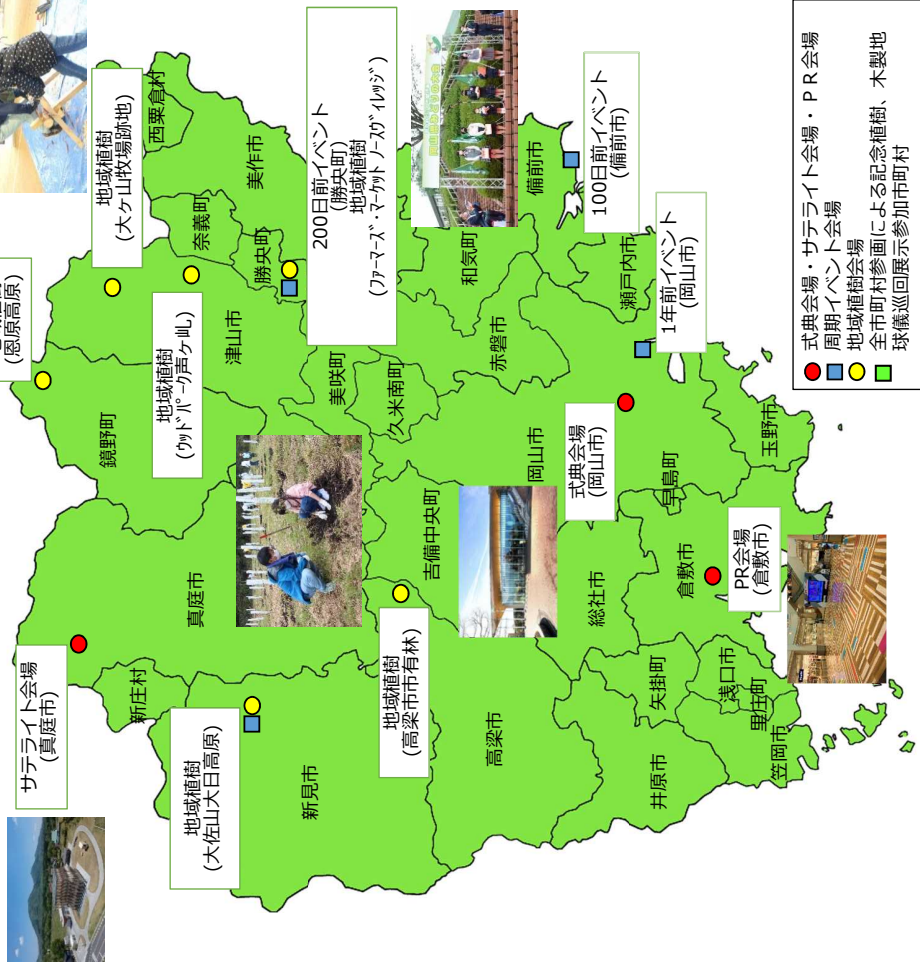 サテライト会場
(真庭市)
(恩原高原)
地域植樹
(大ケ山牧場跡地)
地域植樹
(ウッドパーク声ヶ乢)
200日前イベント
(勝央町)
地域植樹
(ファーマーズ・マーケット ノースヴィレッジ)
地域植樹
(大佐山大日高原)
地域植樹
(高梁市市有林)
式典会場
(岡山市)
PR会場
(倉敷市)
1年前イベント
(岡山市)
100日前イベント
(備前市)
新庄村
真庭市
鏡野町
津山市
奈義町
勝央町
西粟倉村
美作市
新見市
高梁市
吉備中央町
美咲町
久米南町
赤磐市
和気町
備前市
瀬戸内市
岡山市
総社市
倉敷市
早島町
玉野市
矢掛町
井原市
浅口市
里庄町
笠岡市
式典会場・サテライト会場・PR会場
周期イベント会場
地域植樹会場
全市町村参画による記念植樹、木製地
球儀巡回展示参加市町村